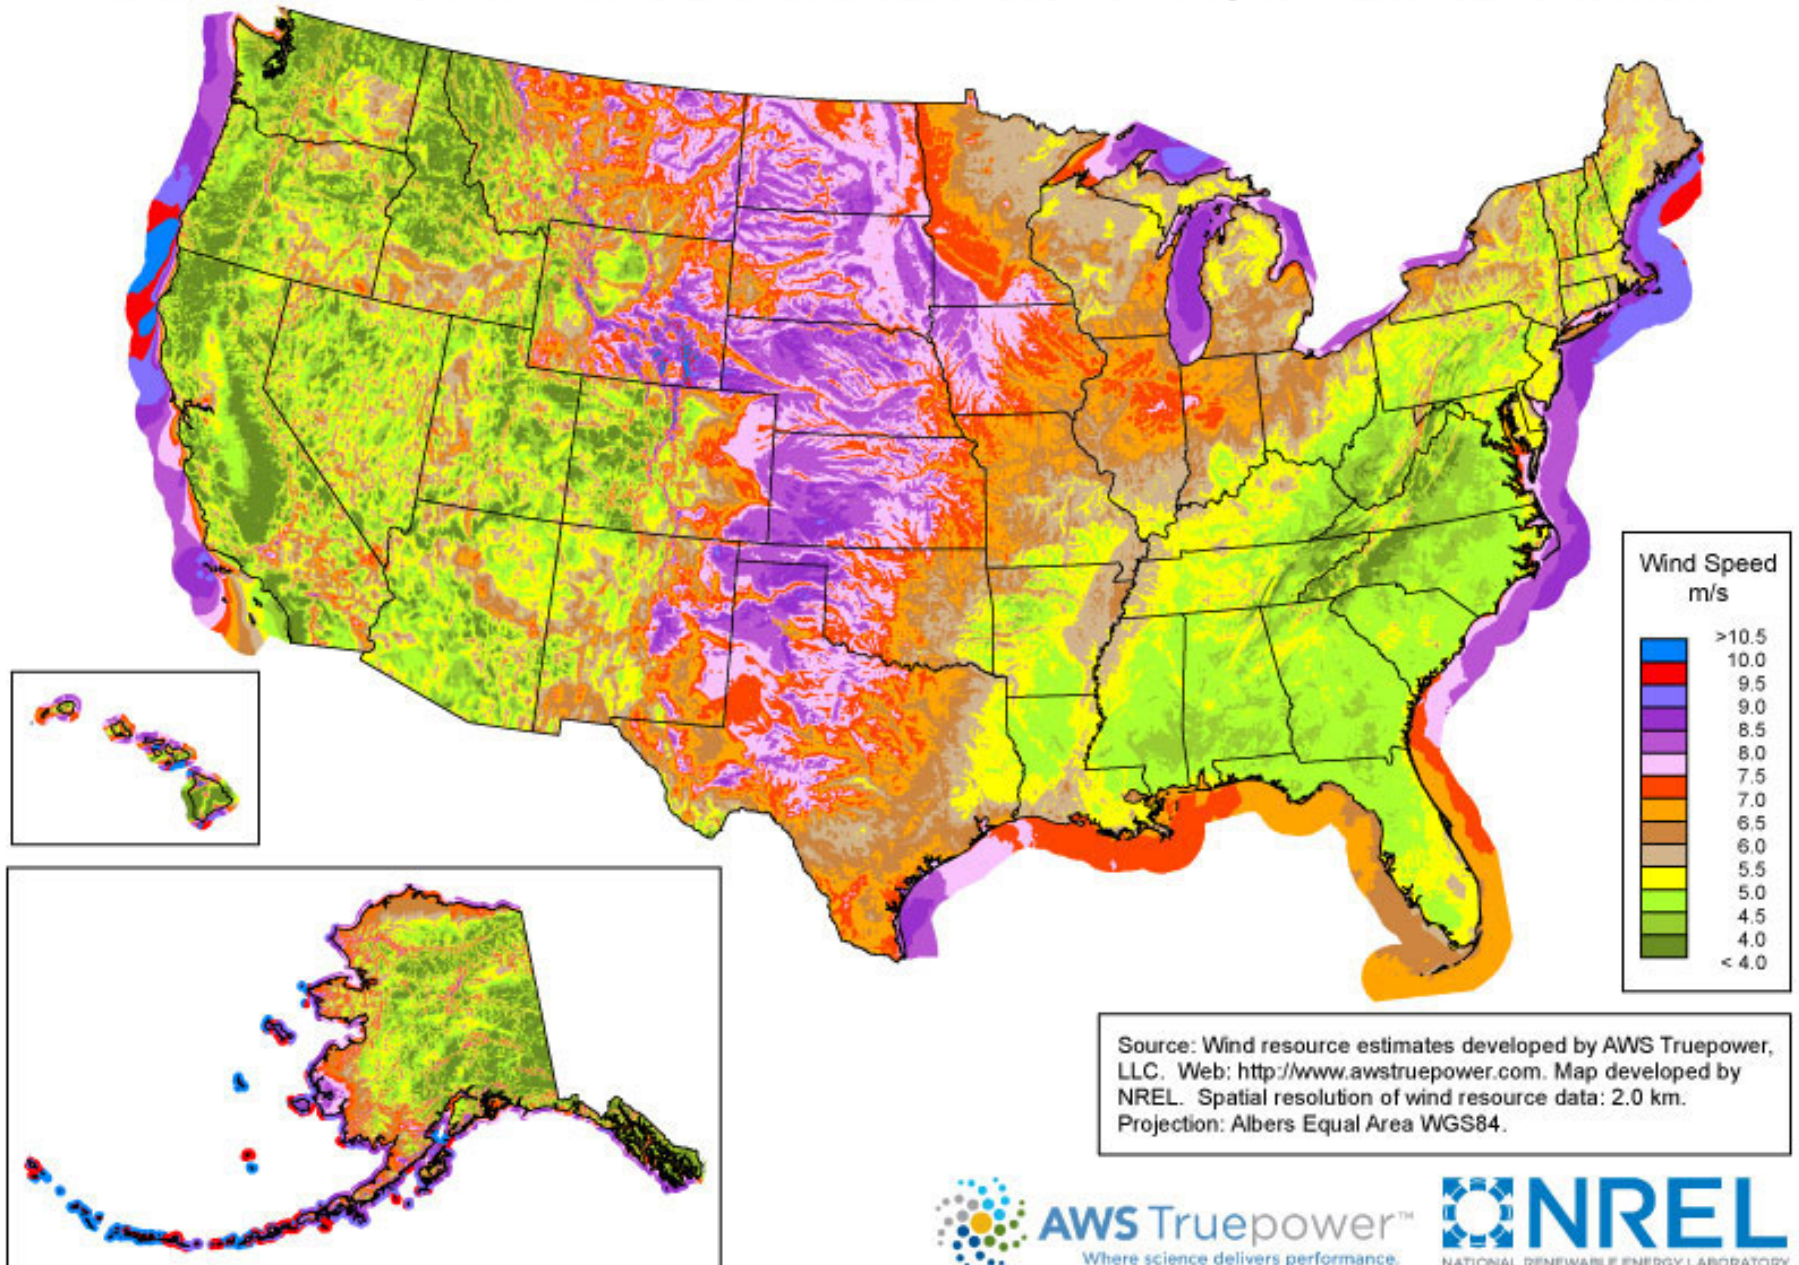 Wind Speed
m/s
>10.5
10.0
9.5
9.0
8.5
8.0
7.5
7.0
6.5
6.0
5.5
5.0
4.5
4.0
< 4.0
Source: Wind resource estimates developed by AWS Truepower,
LLC. Web: http://www.awstruepower.com. Map developed by
NREL. Spatial resolution of wind resource data: 2.0 km.
Projection: Albers Equal Area WGS84.
AWS Truepower™
Where science delivers performance.
NREL
NATIONAL RENEWABLE ENERGY LABORATORY